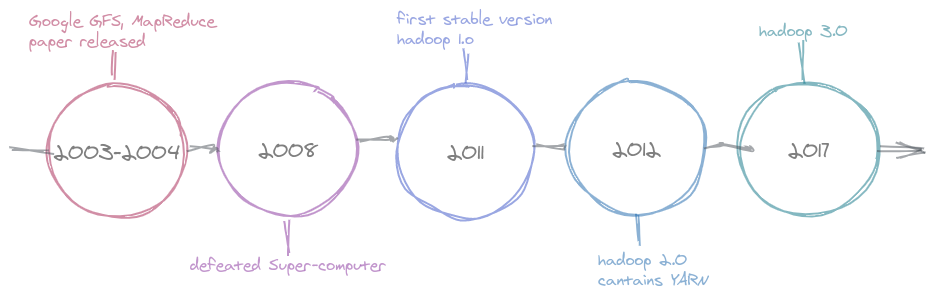 Google GFS, MapReduce
paper released
2003-2004
2008
defeated Super-computer
first stable version
hadoop 1.0
2011
2012
hadoop 2.0
cantains YARN
hadoop 3.0
2017